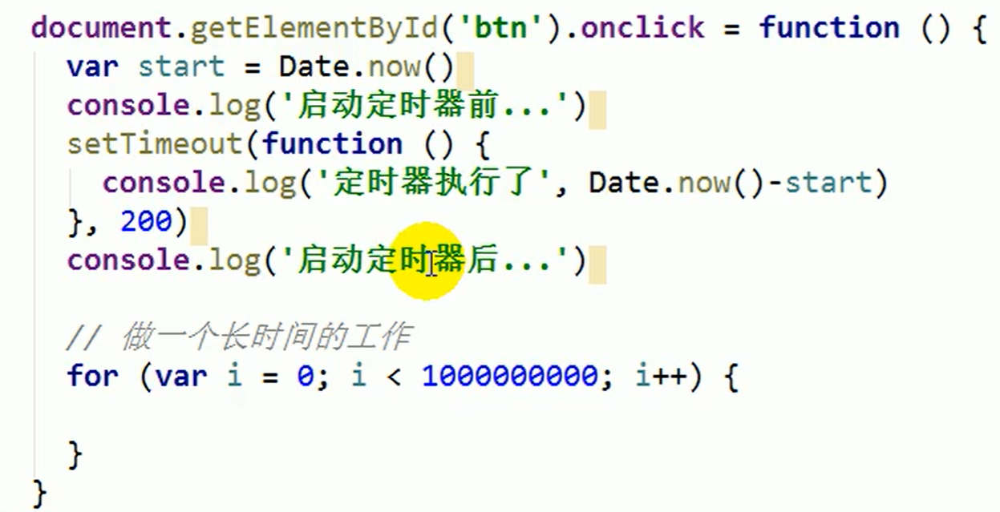 document.getElementById('btn').onclick = function () {
var start = Date.now()
console.log('启动定时器前...')
setTimeout(function () {
console.log('定时器执行了', Date.now()-start)
}, 200)
console.log('启动定时器后...')
// 做一个长时间的工作
for (var i = 0; i < 1000000000; i++) {
}
}